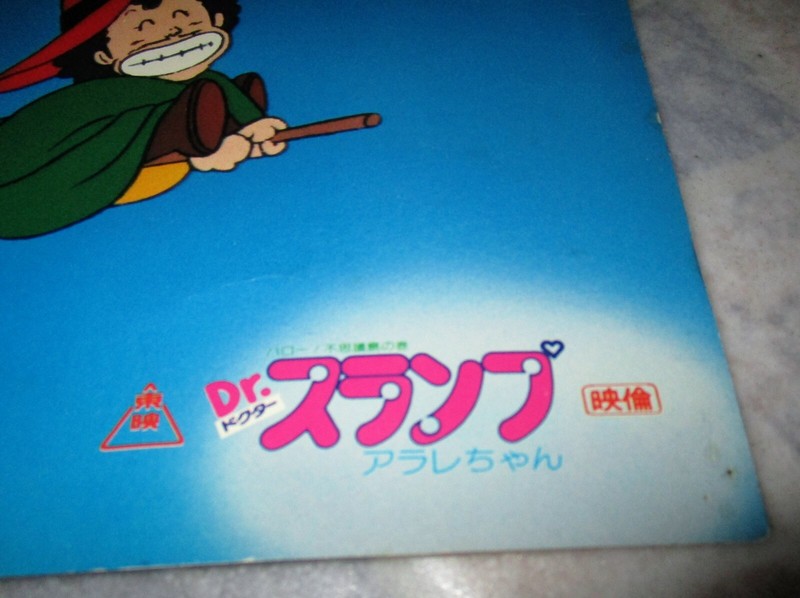 ハロー!不思議島の巻
Dr.スランプ
ドクター
アラレちゃん
東映
映倫